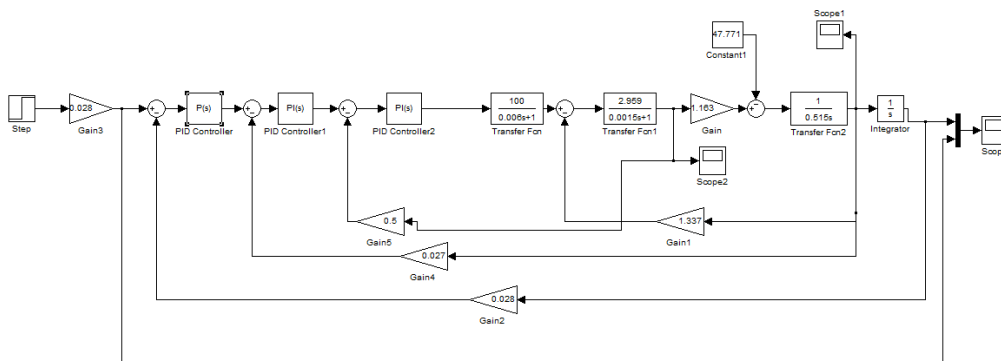 Scope1
47.771
Constant1
Step
0.028
Gain3
P(s)
PID Controller
PI(s)
PID Controller1
PI(s)
PID Controller2
100
0.006s+1
Transfer Fcn
2.959
0.0015s+1
Transfer Fcn1
1.163
Gain
1
0.515s
Transfer Fcn2
1
s
Integrator
Scop
Scope2
0.5
Gain5
1.337
Gain1
0.027
Gain4
0.028
Gain2